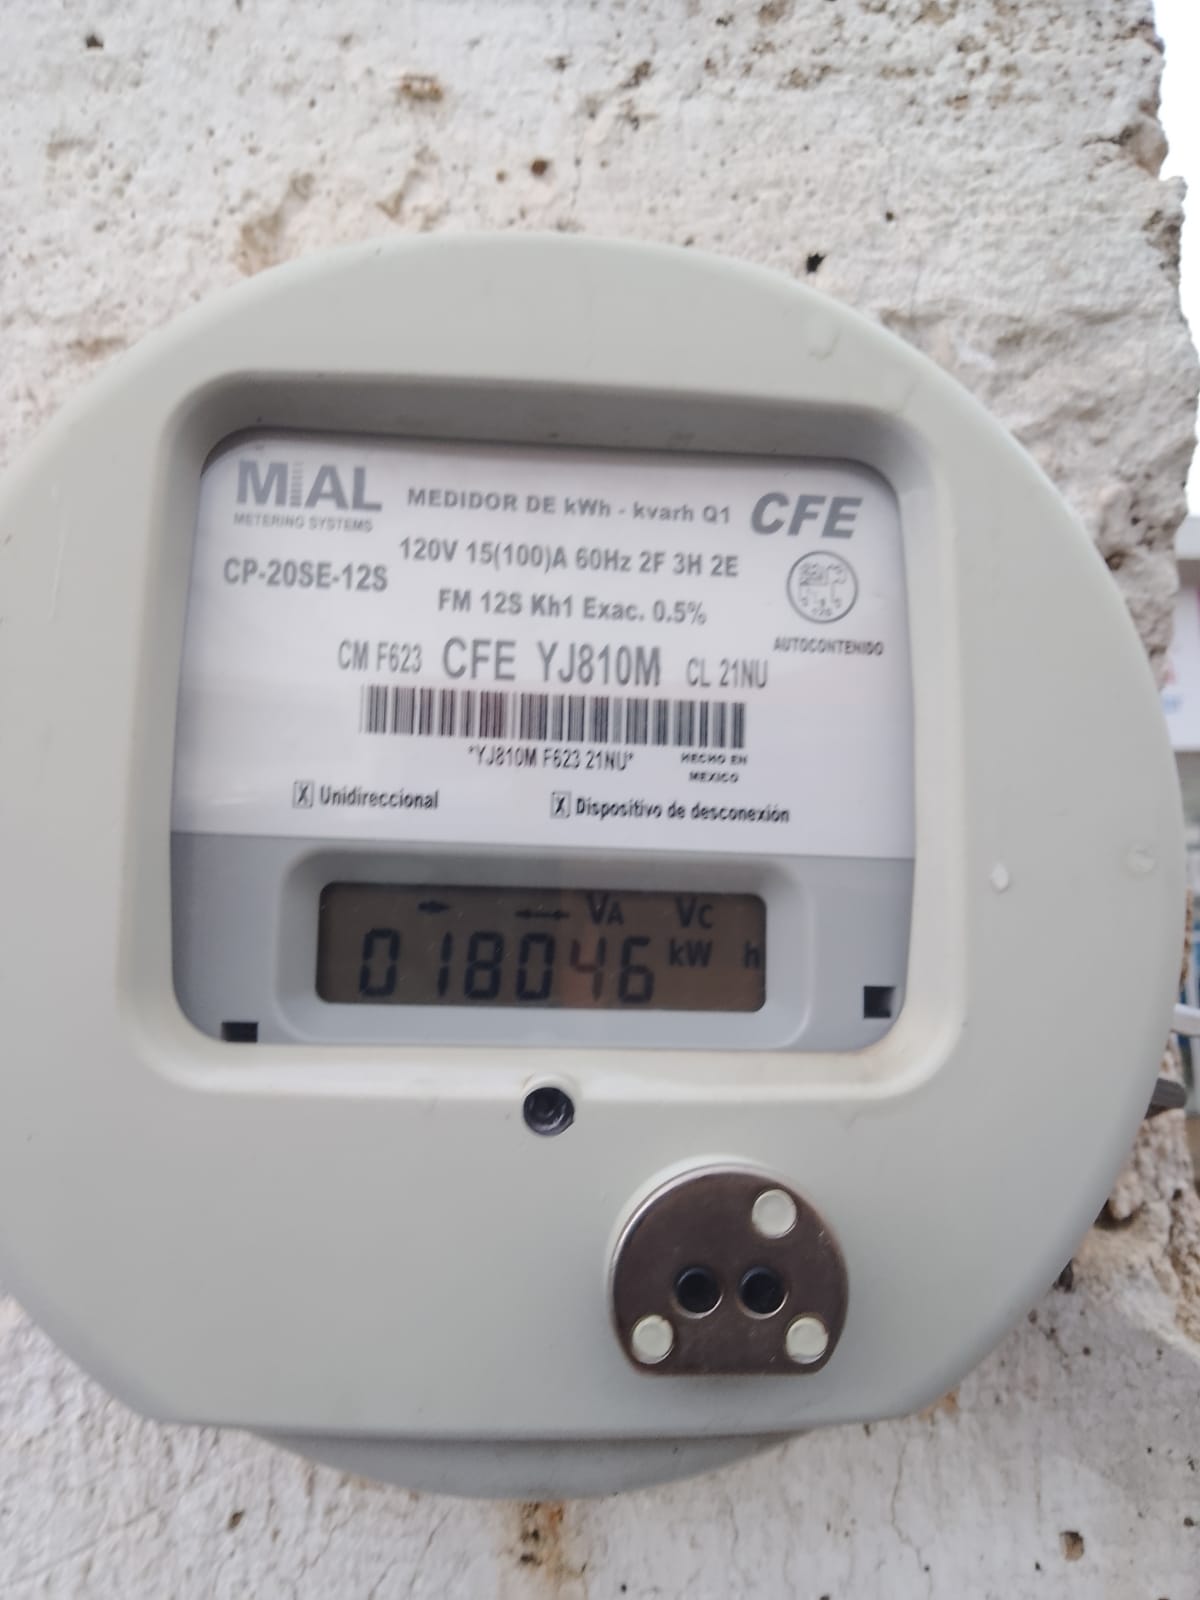 MIAL
METERING SYSTEMS
MEDIDOR DE kWh - kvarh Q1
CFE
120V 15(100)A 60Hz 2F 3H 2E
CP-20SE-12S
FM 12S Kh1 Exac. 0.5%
AUTOCONTENIDO
CM F623 CFE YJ810M CL 21NU
*YJ810M F623 21NU*
HECHO EN
MEXICO
X Unidireccional
X Dispositivo de desconexión
VA VC
018046 kW h